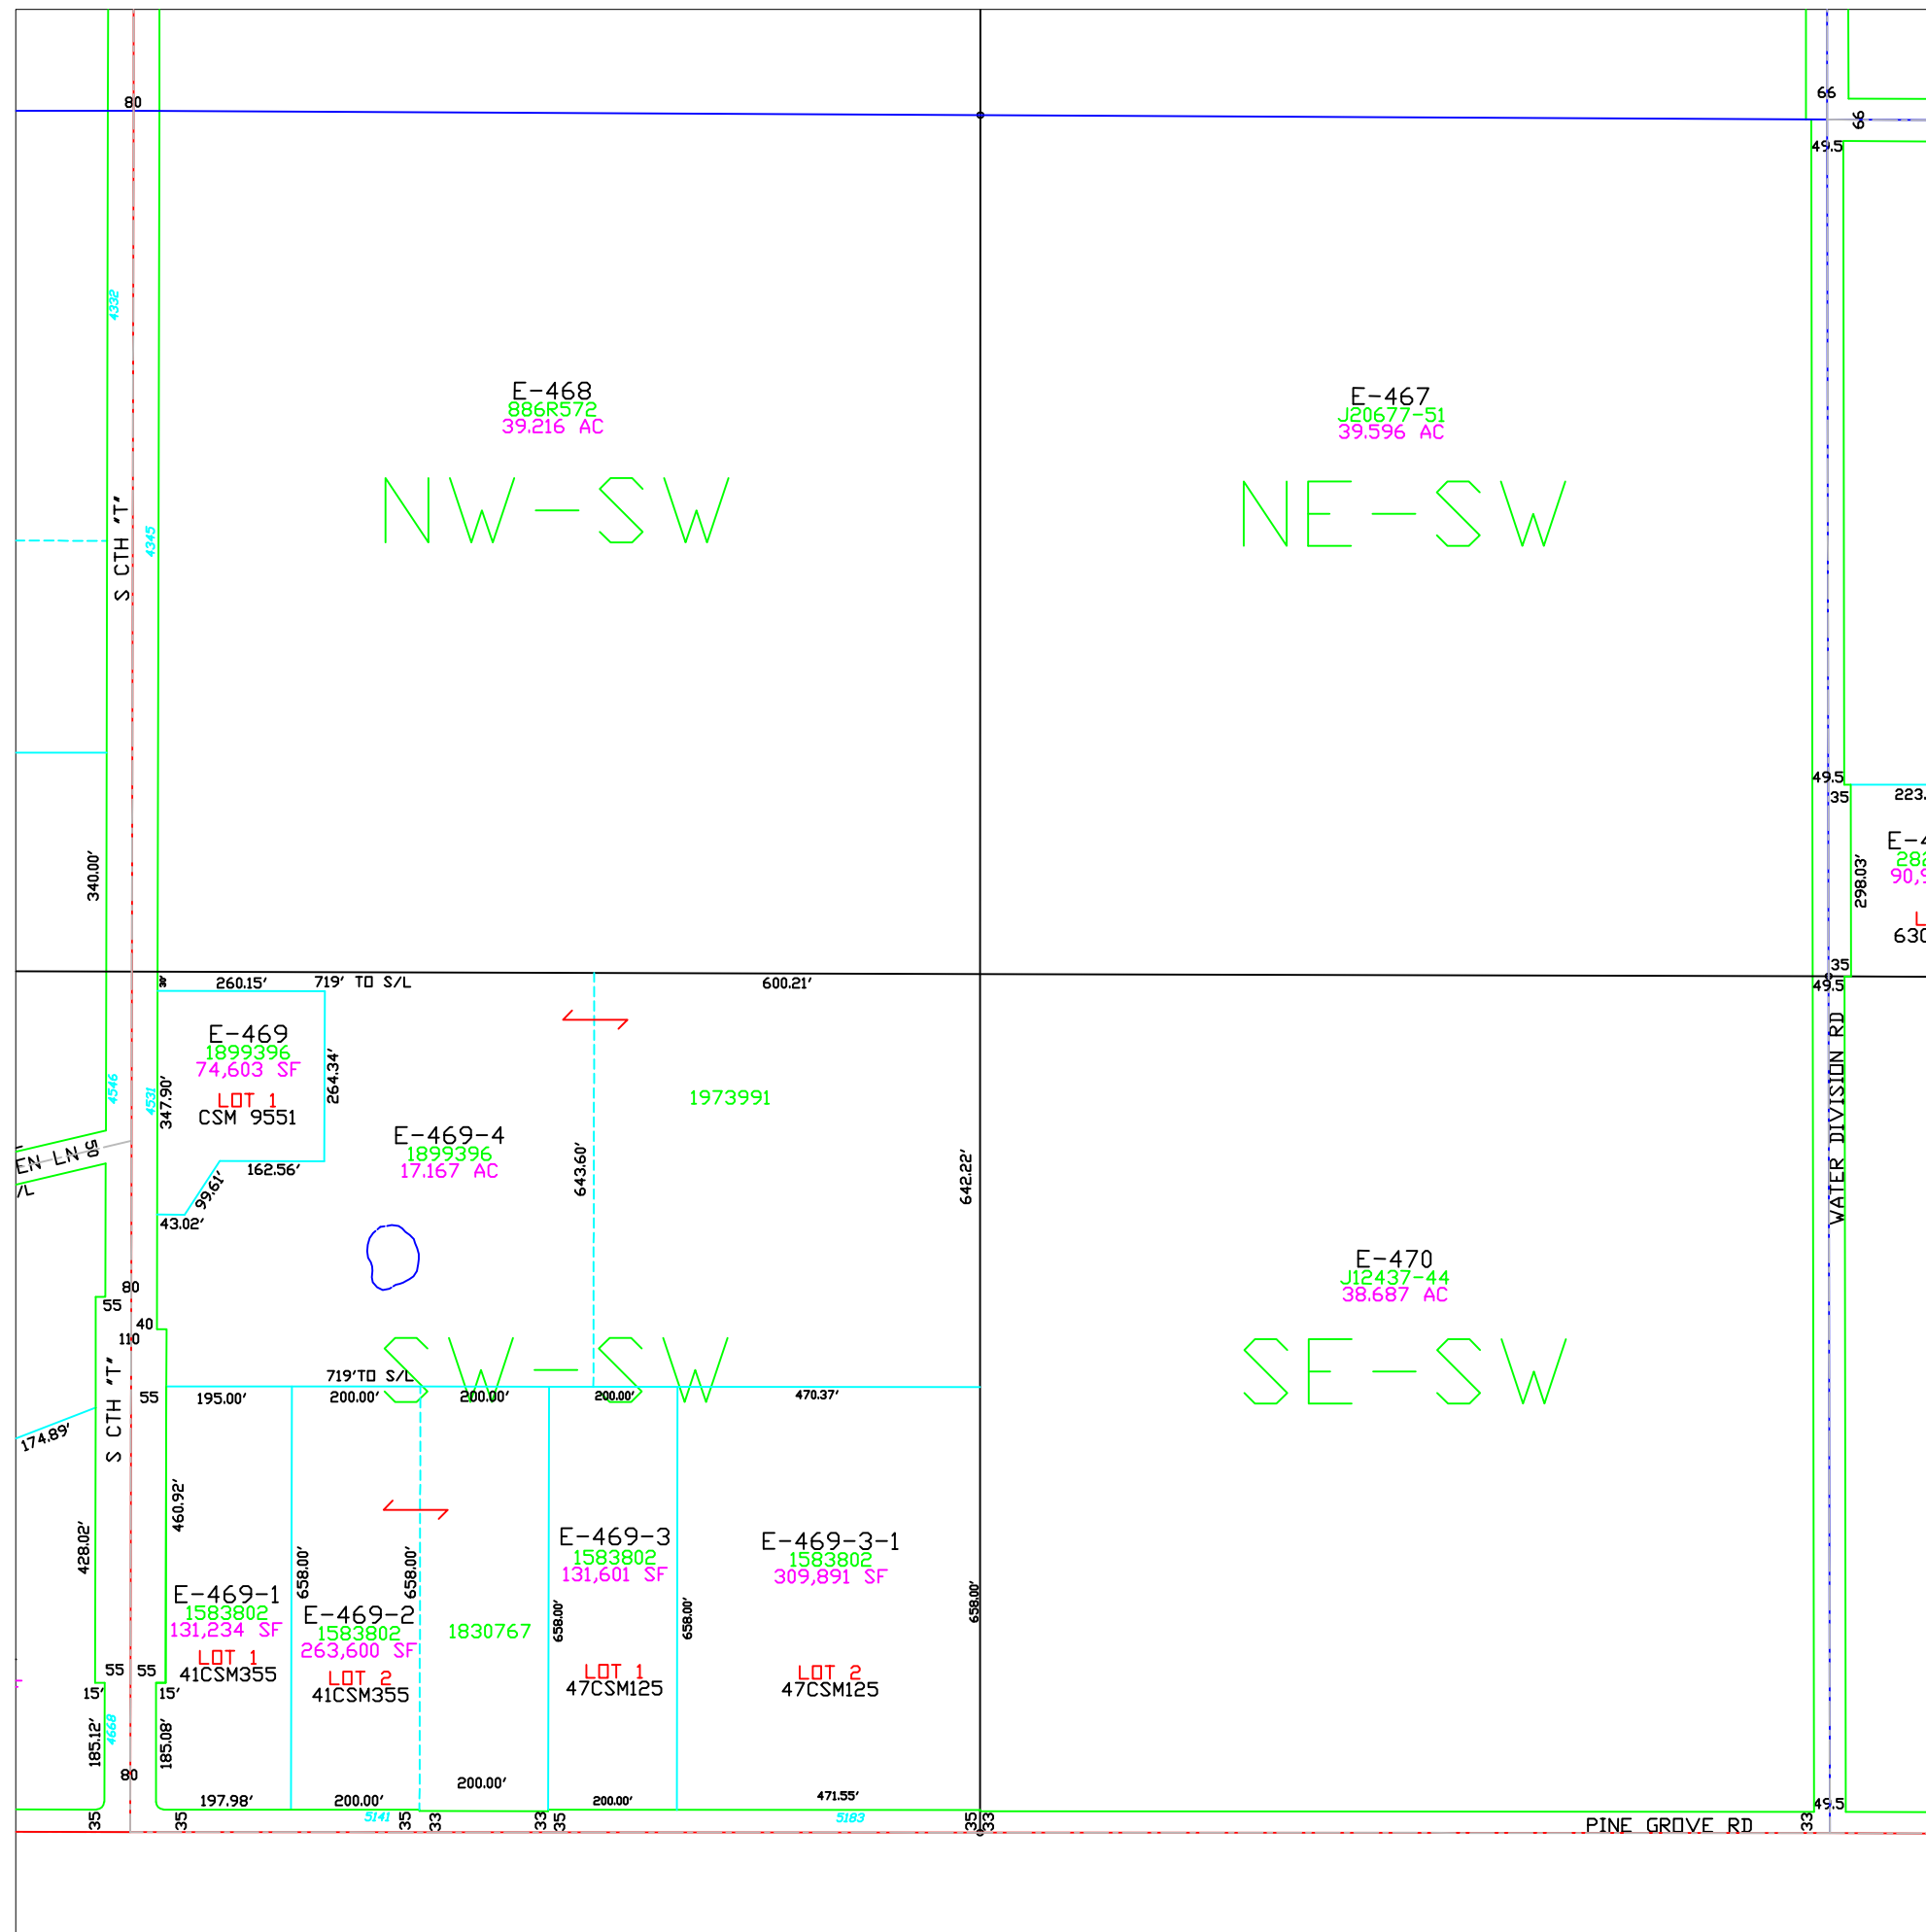 80
66
66
49.5
4332
E-468
886R572
39.216 AC
NW-SW
E-467
J20677-51
39.596 AC
NE-SW
S CTH "T"
4345
340.00'
49.5
35
223.
298.03'
35
49.5
30'
260.15'
719' TO S/L
600.21'
E-469
1899396
74,603 SF
LOT 1
CSM 9551
264.34'
347.90'
4546
4531
1973991
E-469-4
1899396
17.167 AC
643.60'
642.22'
EN LN
50
/L
162.56'
99.61'
43.02'
WATER DIVISION RD
E-470
J12437-44
38.687 AC
SE-SW
80
55
40
110
S CTH "T"
SW-SW
719'TO S/L
55
195.00'
200.00'
200.00'
200.00'
470.37'
174.89'
428.02'
460.92'
658.00'
658.00'
658.00'
658.00'
658.00'
E-469-1
1583802
131,234 SF
LOT 1
41CSM355
E-469-2
1583802
263,600 SF
LOT 2
41CSM355
1830767
E-469-3
1583802
131,601 SF
LOT 1
47CSM125
E-469-3-1
1583802
309,891 SF
LOT 2
47CSM125
55
55
15'
15'
185.12'
4668
185.08'
80
197.98'
200.00'
200.00'
200.00'
471.55'
49.5
35
35
5141
35
33
33
35
5183
35
33
PINE GROVE RD
33